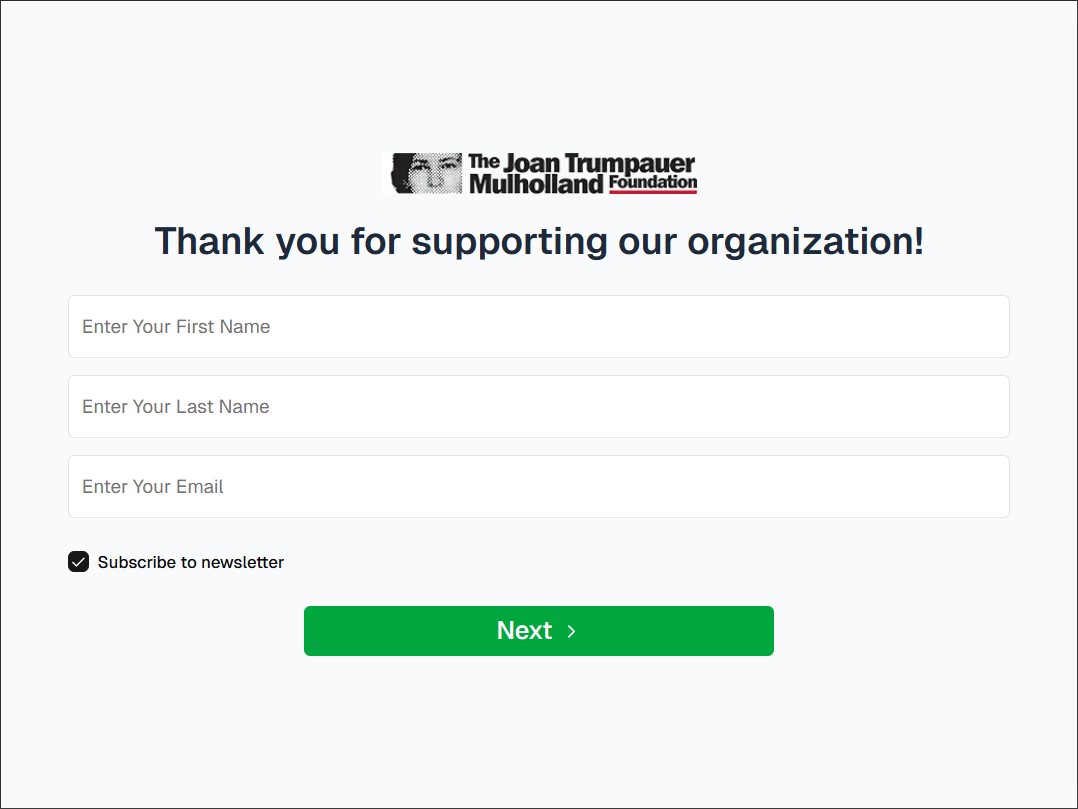 The Joan Trumpauer
Mulholland Foundation
Thank you for supporting our organization!
Enter Your First Name
Enter Your Last Name
Enter Your Email
Subscribe to newsletter
Next